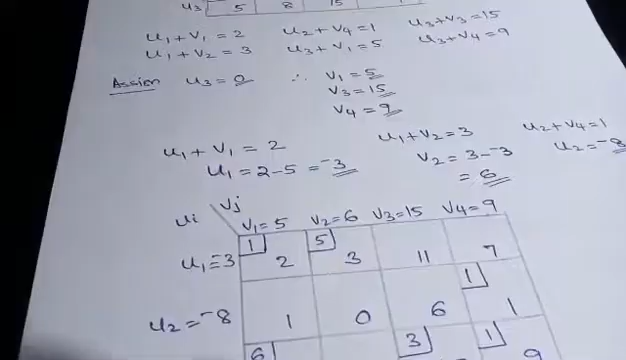 u₃ 5 8 15
u₁+v₁=2 u₂+v₄=1 u₃+v₃=15
u₁+v₂=3 u₃+v₁=5 u₃+v₄=9
Assign u₃=0 ∴ v₁=5
v₃=15
v₄=9
u₁+v₁=2 u₁+v₂=3 u₂+v₄=1
u₁=2-5=⁻3 v₂=3-⁻3 u₂=⁻8
=6
ui vj v₁=5 v₂=6 v₃=15 v₄=9
u₁=⁻3 1 2 5 3 11 7
u₂=⁻8 1 0 6 1 1
6 3 1 9